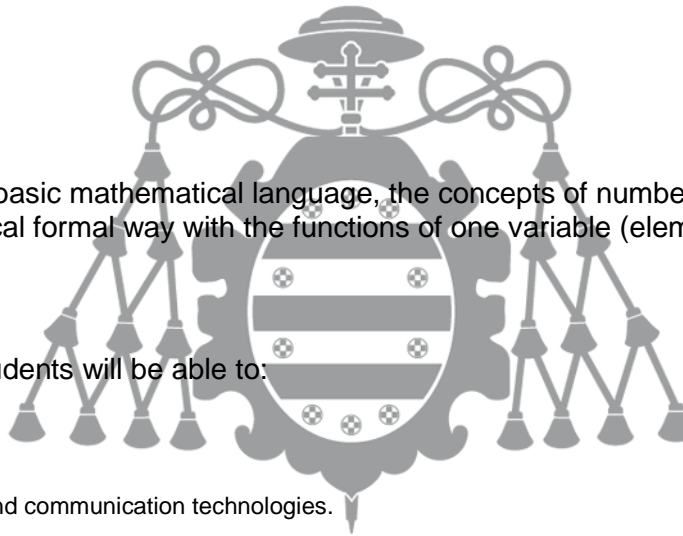 basic mathematical language, the concepts of numbe
cal formal way with the functions of one variable (elem
udents will be able to:
nd communication technologies.